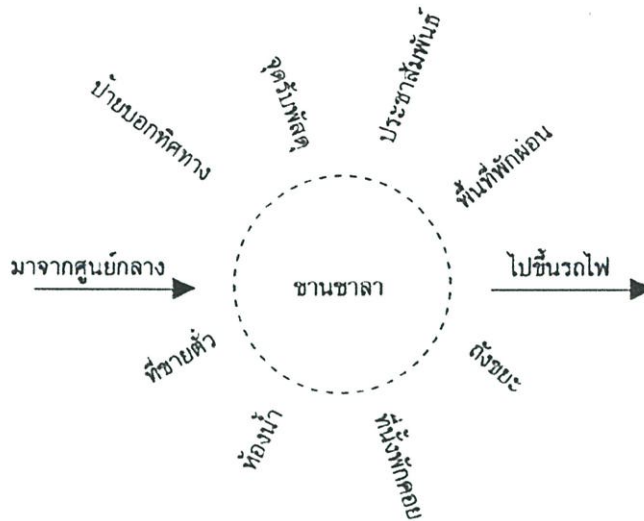 ประชาสัมพันธ์
จุดรับพัสดุ
ป้ายบอกทิศทาง
พื้นที่พักผ่อน
มาจากศูนย์กลาง
ชานชาลา
ไปขึ้นรถไฟ
ที่ขายตั๋ว
ถังขยะ
ห้องน้ำ
ที่นั่งพักคอย